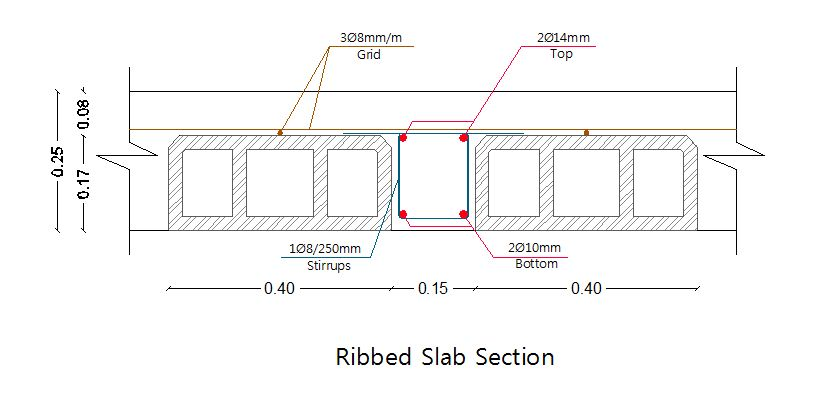 3Ø8mm/m
Grid
2Ø14mm
Top
0.08
0.25
0.17
1Ø8/250mm
Stirrups
2Ø10mm
Bottom
0.40
0.15
0.40
Ribbed Slab Section